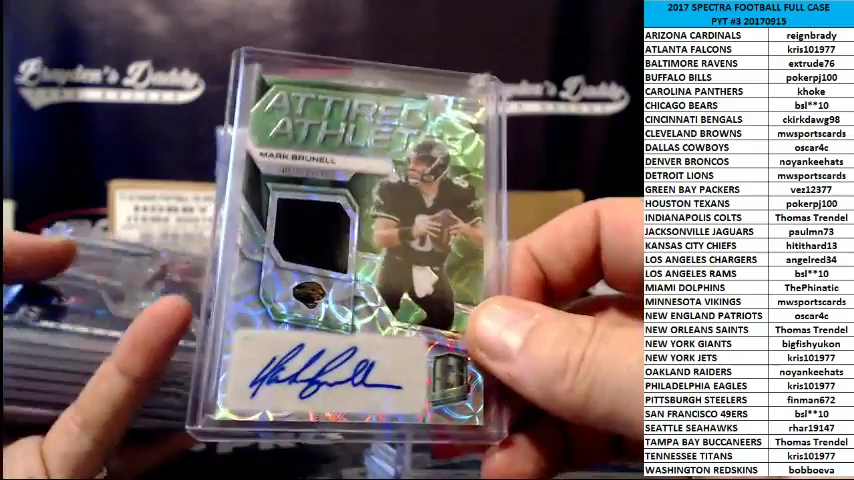 Brayden's Daddy
ATTIRED
ATHLET
MARK BRUNELL
HOBBY
2017 SPECTRA FOOTBALL FULL CASE
PYT #3 20170915
ARIZONA CARDINALS reignbrady
ATLANTA FALCONS kris101977
BALTIMORE RAVENS extrude76
BUFFALO BILLS pokerpj100
CAROLINA PANTHERS khoke
CHICAGO BEARS bsl**10
CINCINNATI BENGALS ckirkdawg98
CLEVELAND BROWNS mwsportscards
DALLAS COWBOYS oscar4c
DENVER BRONCOS noyankeehats
DETROIT LIONS mwsportscards
GREEN BAY PACKERS vez12377
HOUSTON TEXANS pokerpj100
INDIANAPOLIS COLTS Thomas Trendel
JACKSONVILLE JAGUARS paulmn73
KANSAS CITY CHIEFS hitithard13
LOS ANGELES CHARGERS angelred34
LOS ANGELES RAMS bsl**10
MIAMI DOLPHINS ThePhinatic
MINNESOTA VIKINGS mwsportscards
NEW ENGLAND PATRIOTS oscar4c
NEW ORLEANS SAINTS Thomas Trendel
NEW YORK GIANTS bigfishyukon
NEW YORK JETS kris101977
OAKLAND RAIDERS noyankeehats
PHILADELPHIA EAGLES kris101977
PITTSBURGH STEELERS finman672
SAN FRANCISCO 49ERS bsl**10
SEATTLE SEAHAWKS rhar19147
TAMPA BAY BUCCANEERS Thomas Trendel
TENNESSEE TITANS kris101977
WASHINGTON REDSKINS bobboeva